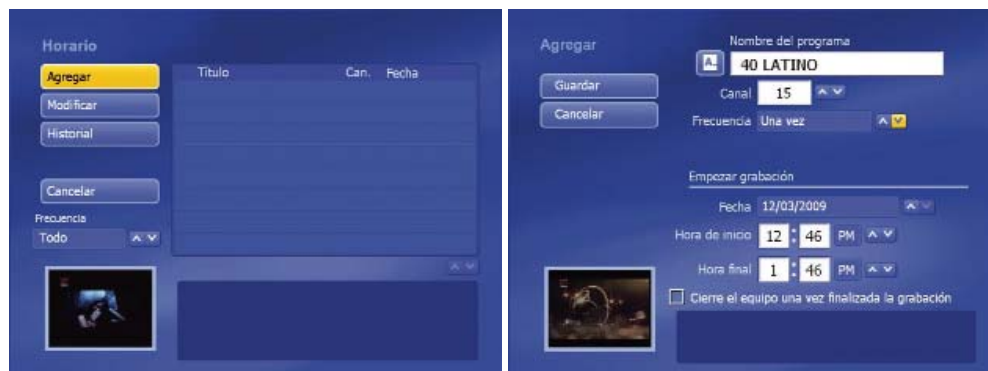 Horario
Agregar
Modificar
Historial
Cancelar
Frecuencia
Todo
Titulo Can. Fecha
Agregar
Guardar
Cancelar
Nombre del programa
A_ 40 LATINO
Canal 15
Frecuencia Una vez
Empezar grabación
Fecha 12/03/2009
Hora de inicio 12 : 46 PM
Hora final 1 : 46 PM
Cierre el equipo una vez finalizada la grabación